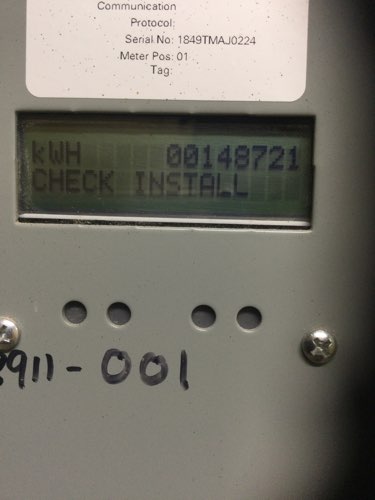 Communication
Protocol:
Serial No: 1849TMAJ0224
Meter Pos: 01
Tag:
kWH 00148721
CHECK INSTALL
911-001